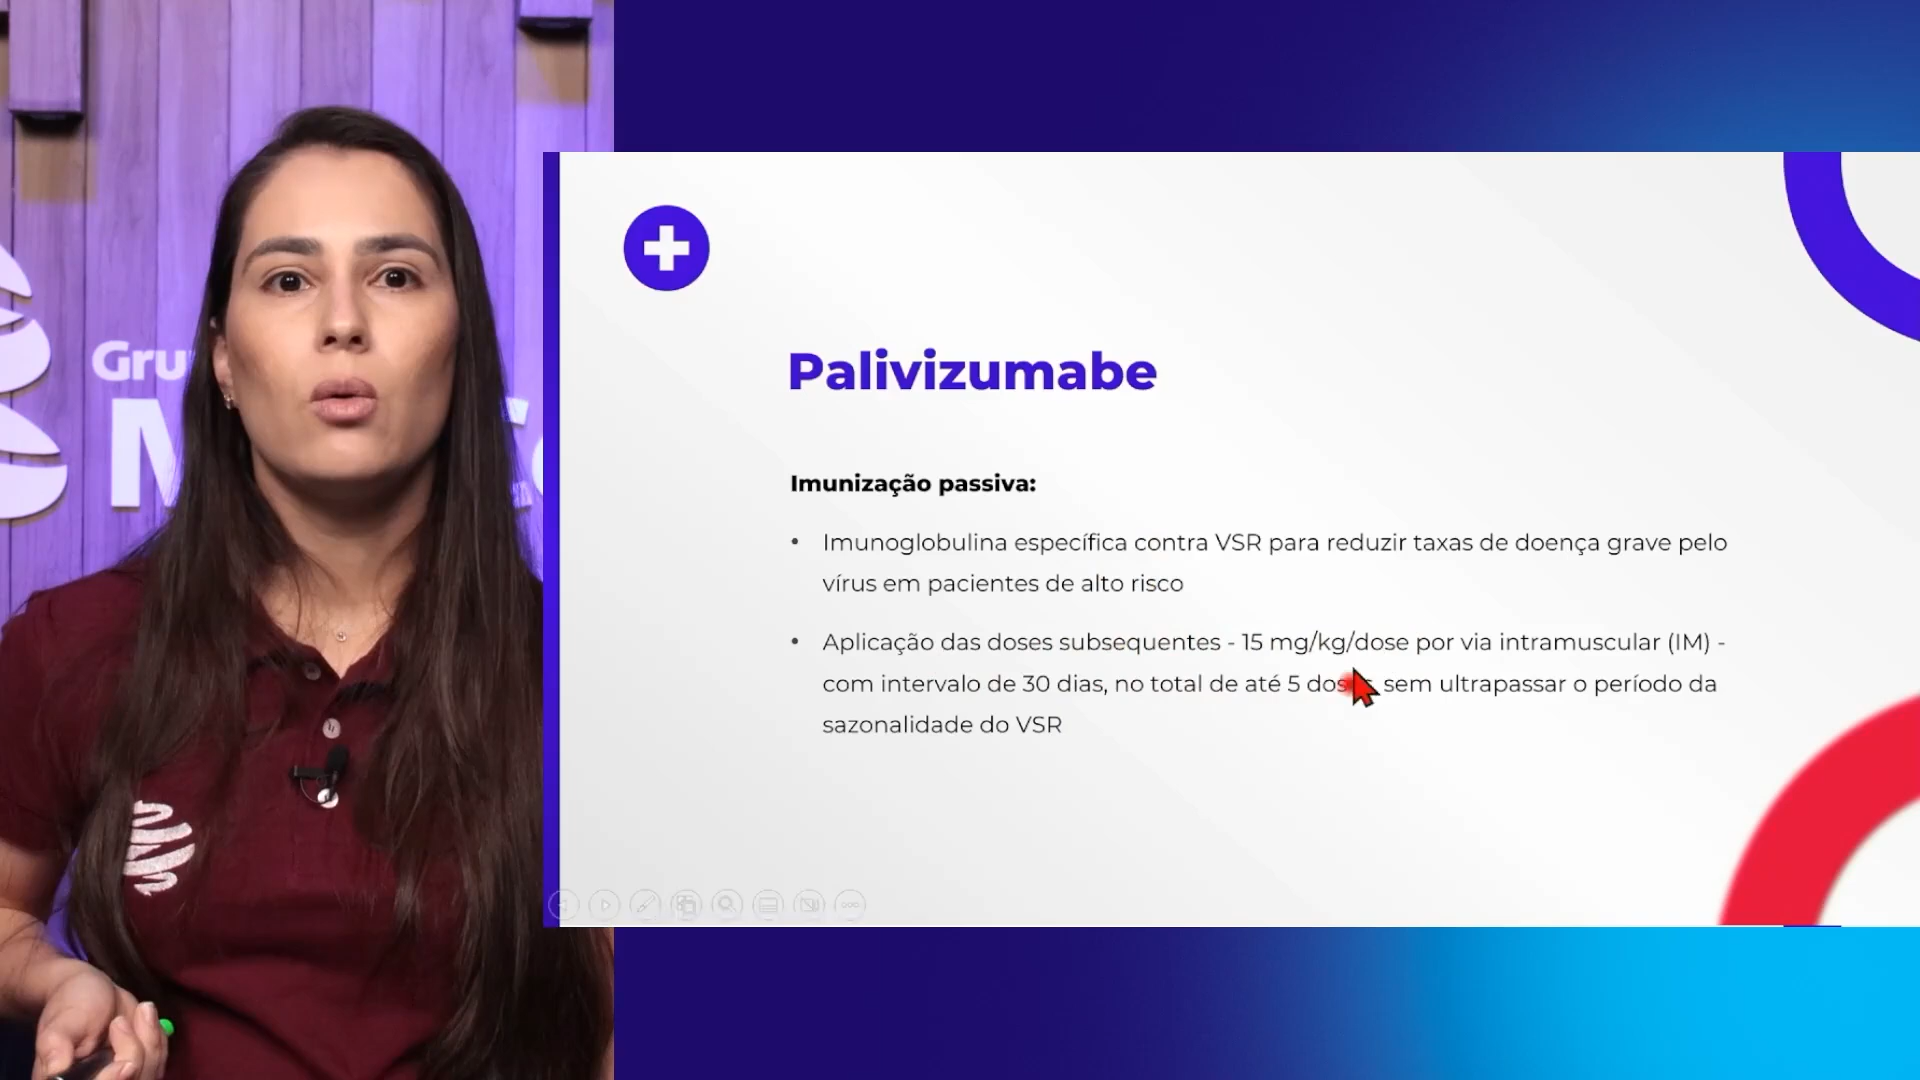 Gru
Palivizumabe
Imunização passiva:
• Imunoglobulina específica contra VSR para reduzir taxas de doença grave pelo
vírus em pacientes de alto risco
• Aplicação das doses subsequentes - 15 mg/kg/dose por via intramuscular (IM) -
com intervalo de 30 dias, no total de até 5 dos sem ultrapassar o período da
sazonalidade do VSR